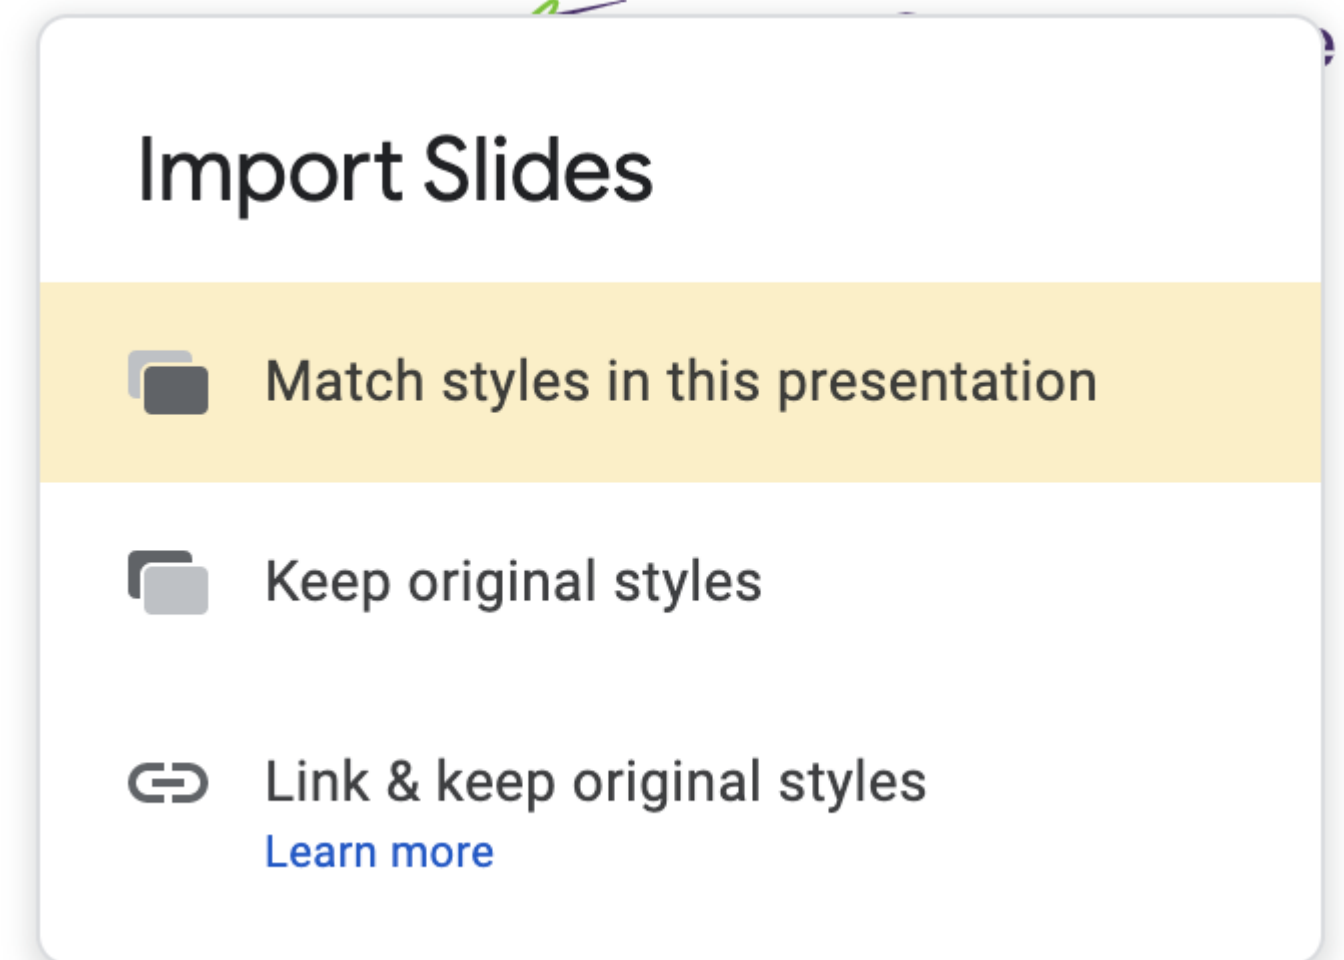 Import Slides
Match styles in this presentation
Keep original styles
Link & keep original styles
Learn more